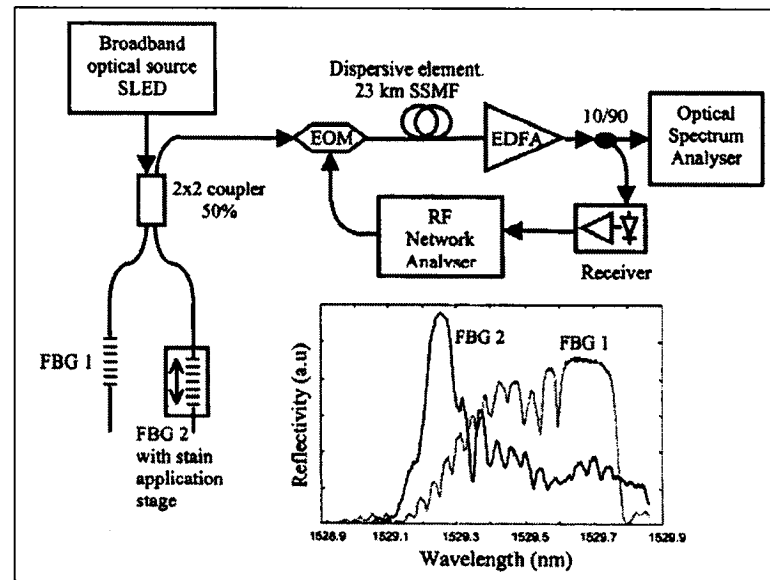 Broadband
optical source
SLED
Dispersive element.
23 km SSMF
EOM
EDFA
10/90
Optical
Spectrum
Analyser
2x2 coupler
50%
RF
Network
Analyser
Receiver
FBG 1
FBG 2
with stain
application
stage
FBG 2
FBG 1
Reflectivity (a.u)
1528.9
1529.1
1529.3
1529.5
1529.7
1529.9
Wavelength (nm)